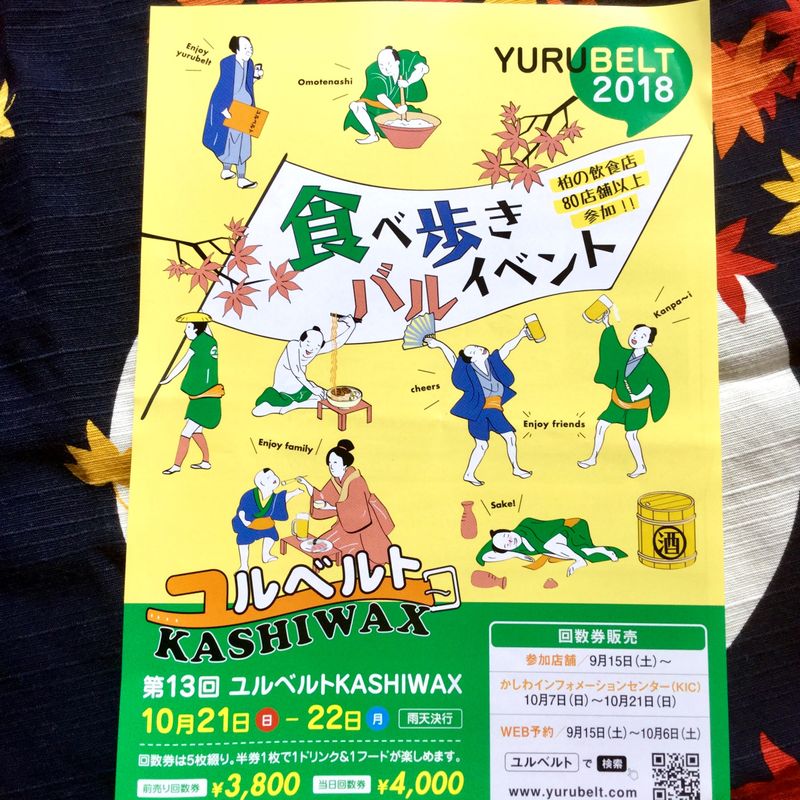 Enjoy
yurubelt
Omotenashi
YURUBELT
2018
柏の飲食店
80店舗以上
参加!!
食べ歩き
バルイベント
Kanpa〜i
cheers
Enjoy friends
Enjoy family
Sake!
酒
ユルベルト
KASHIWAX
第13回 ユルベルトKASHIWAX
10月21日 日 - 22日 月 雨天決行
回数券は5枚綴り。半券1枚で1ドリンク&1フードが楽しめます。
前売り回数券 ¥3,800 当日回数券 ¥4,000
回数券販売
参加店舗/9月15日(土)〜
かしわインフォメーションセンター(KIC)
10月7日(日)〜10月21日(日)
WEB予約/9月15日(土)〜10月6日(土)
ユルベルト で 検索
www.yurubelt.com